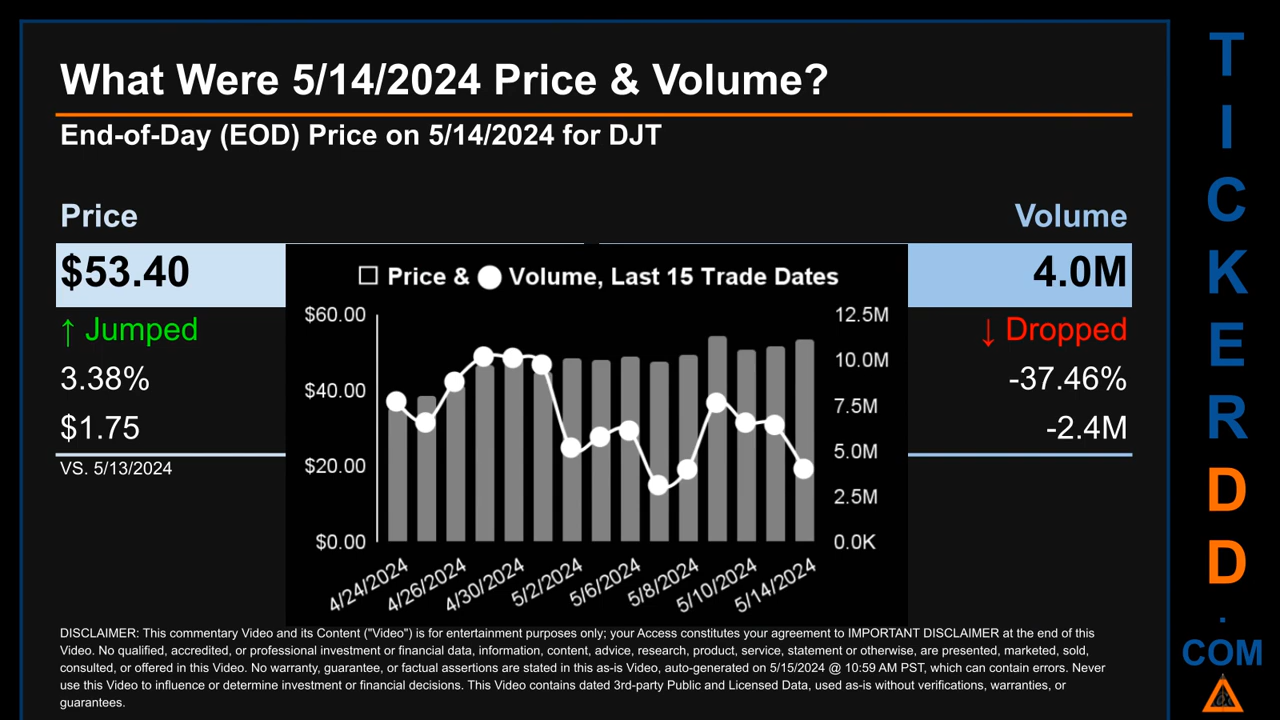 What Were 5/14/2024 Price & Volume?
End-of-Day (EOD) Price on 5/14/2024 for DJT
Price
Volume
$53.40
4.0M
↑ Jumped
↓ Dropped
3.38%
-37.46%
$1.75
-2.4M
VS. 5/13/2024
Price & Volume, Last 15 Trade Dates
$60.00
$40.00
$20.00
$0.00
12.5M
10.0M
7.5M
5.0M
2.5M
0.0K
4/24/2024
4/26/2024
4/30/2024
5/2/2024
5/6/2024
5/8/2024
5/10/2024
5/14/2024
DISCLAIMER: This commentary Video and its Content ("Video") is for entertainment purposes only; your Access constitutes your agreement to IMPORTANT DISCLAIMER at the end of this
Video. No qualified, accredited, or professional investment or financial data, information, content, advice, research, product, service, statement or otherwise, are presented, marketed, sold,
consulted, or offered in this Video. No warranty, guarantee, or factual assertions are stated in this as-is Video, auto-generated on 5/15/2024 @ 10:59 AM PST, which can contain errors. Never
use this Video to influence or determine investment or financial decisions. This Video contains dated 3rd-party Public and Licensed Data, used as-is without verifications, warranties, or
guarantees.
T
I
C
K
E
R
D
D
.
COM